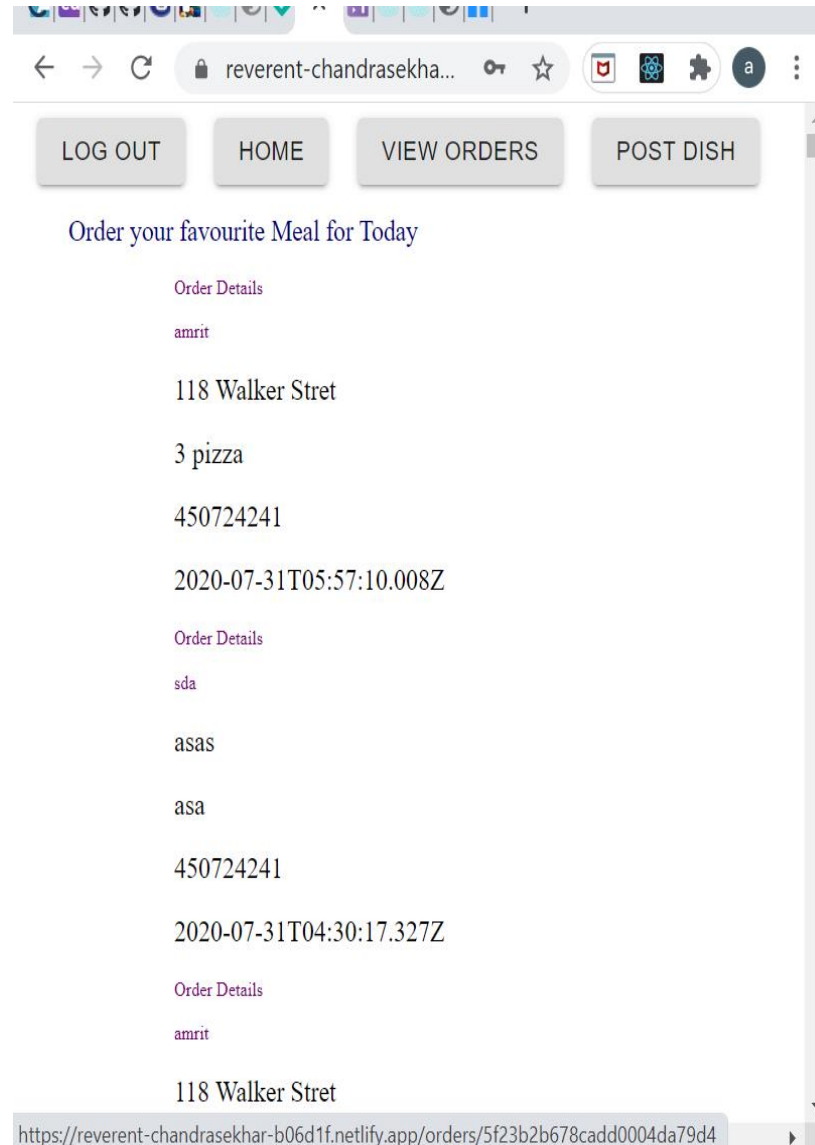 reverent-chandrasekha...
a
LOG OUT HOME VIEW ORDERS POST DISH
Order your favourite Meal for Today
Order Details
amrit
118 Walker Stret
3 pizza
450724241
2020-07-31T05:57:10.008Z
Order Details
sda
asas
asa
450724241
2020-07-31T04:30:17.327Z
Order Details
amrit
118 Walker Stret
https://reverent-chandrasekhar-b06d1f.netlify.app/orders/5f23b2b678cadd0004da79d4